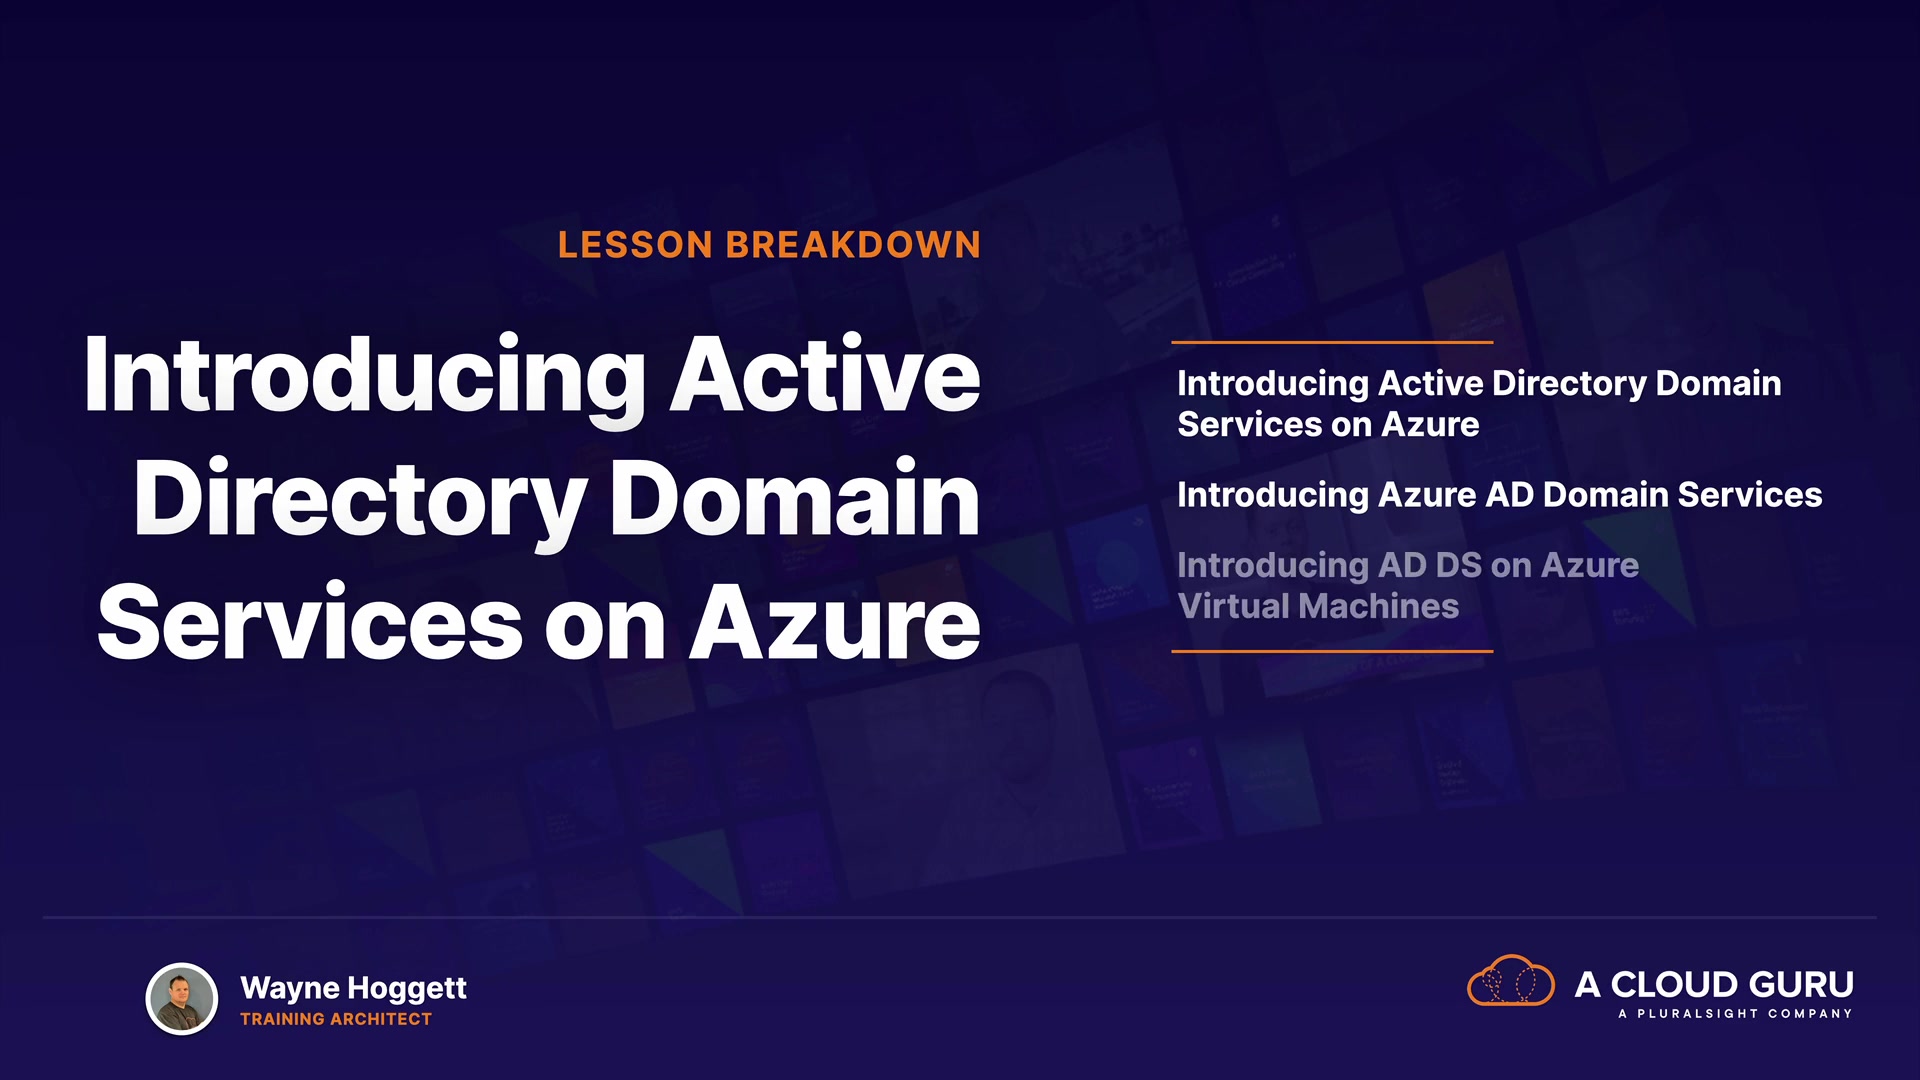 LESSON BREAKDOWN
Introducing Active
Directory Domain
Services on Azure
Introducing Active Directory Domain
Services on Azure
Introducing Azure AD Domain Services
Introducing AD DS on Azure
Virtual Machines
Wayne Hoggett
TRAINING ARCHITECT
A CLOUD GURU
A PLURALSIGHT COMPANY